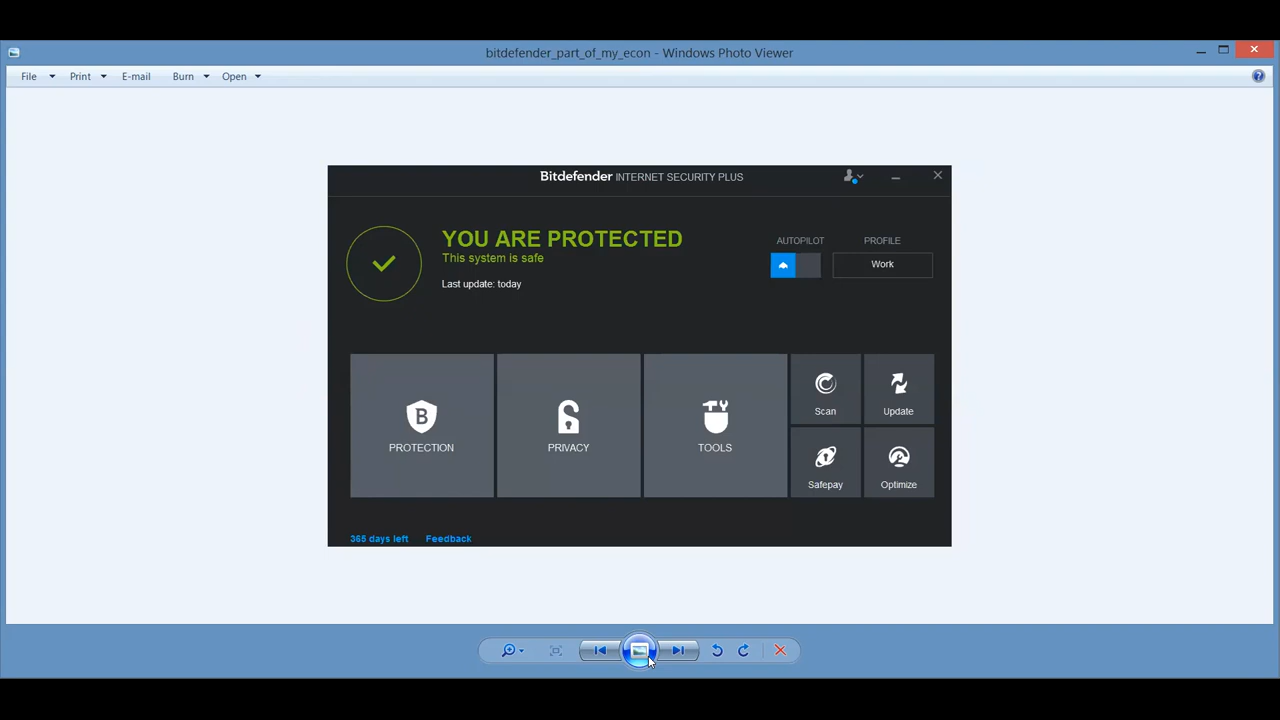 bitdefender_part_of_my_econ - Windows Photo Viewer
File Print E-mail Burn Open
Bitdefender INTERNET SECURITY PLUS
YOU ARE PROTECTED
This system is safe
Last update: today
AUTOPILOT PROFILE
Work
B
PROTECTION PRIVACY TOOLS
Scan Update
Safepay Optimize
365 days left Feedback